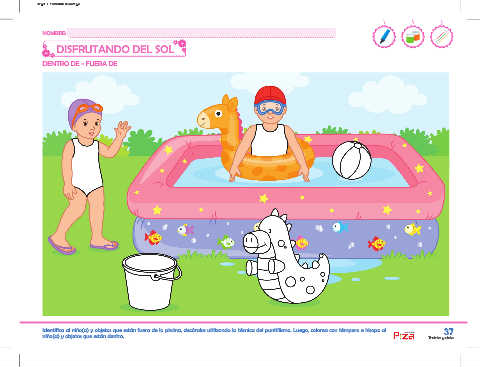 NOMBRE:
DISFRUTANDO DEL SOL
DENTRO DE - FUERA DE
Identifica al niño(a) y objetos que están fuera de la piscina, decóralos utilizando la técnica del puntillismo. Luego, colorea con témpera e hisopo al
niño(a) y objetos que están dentro.
PIZA
37